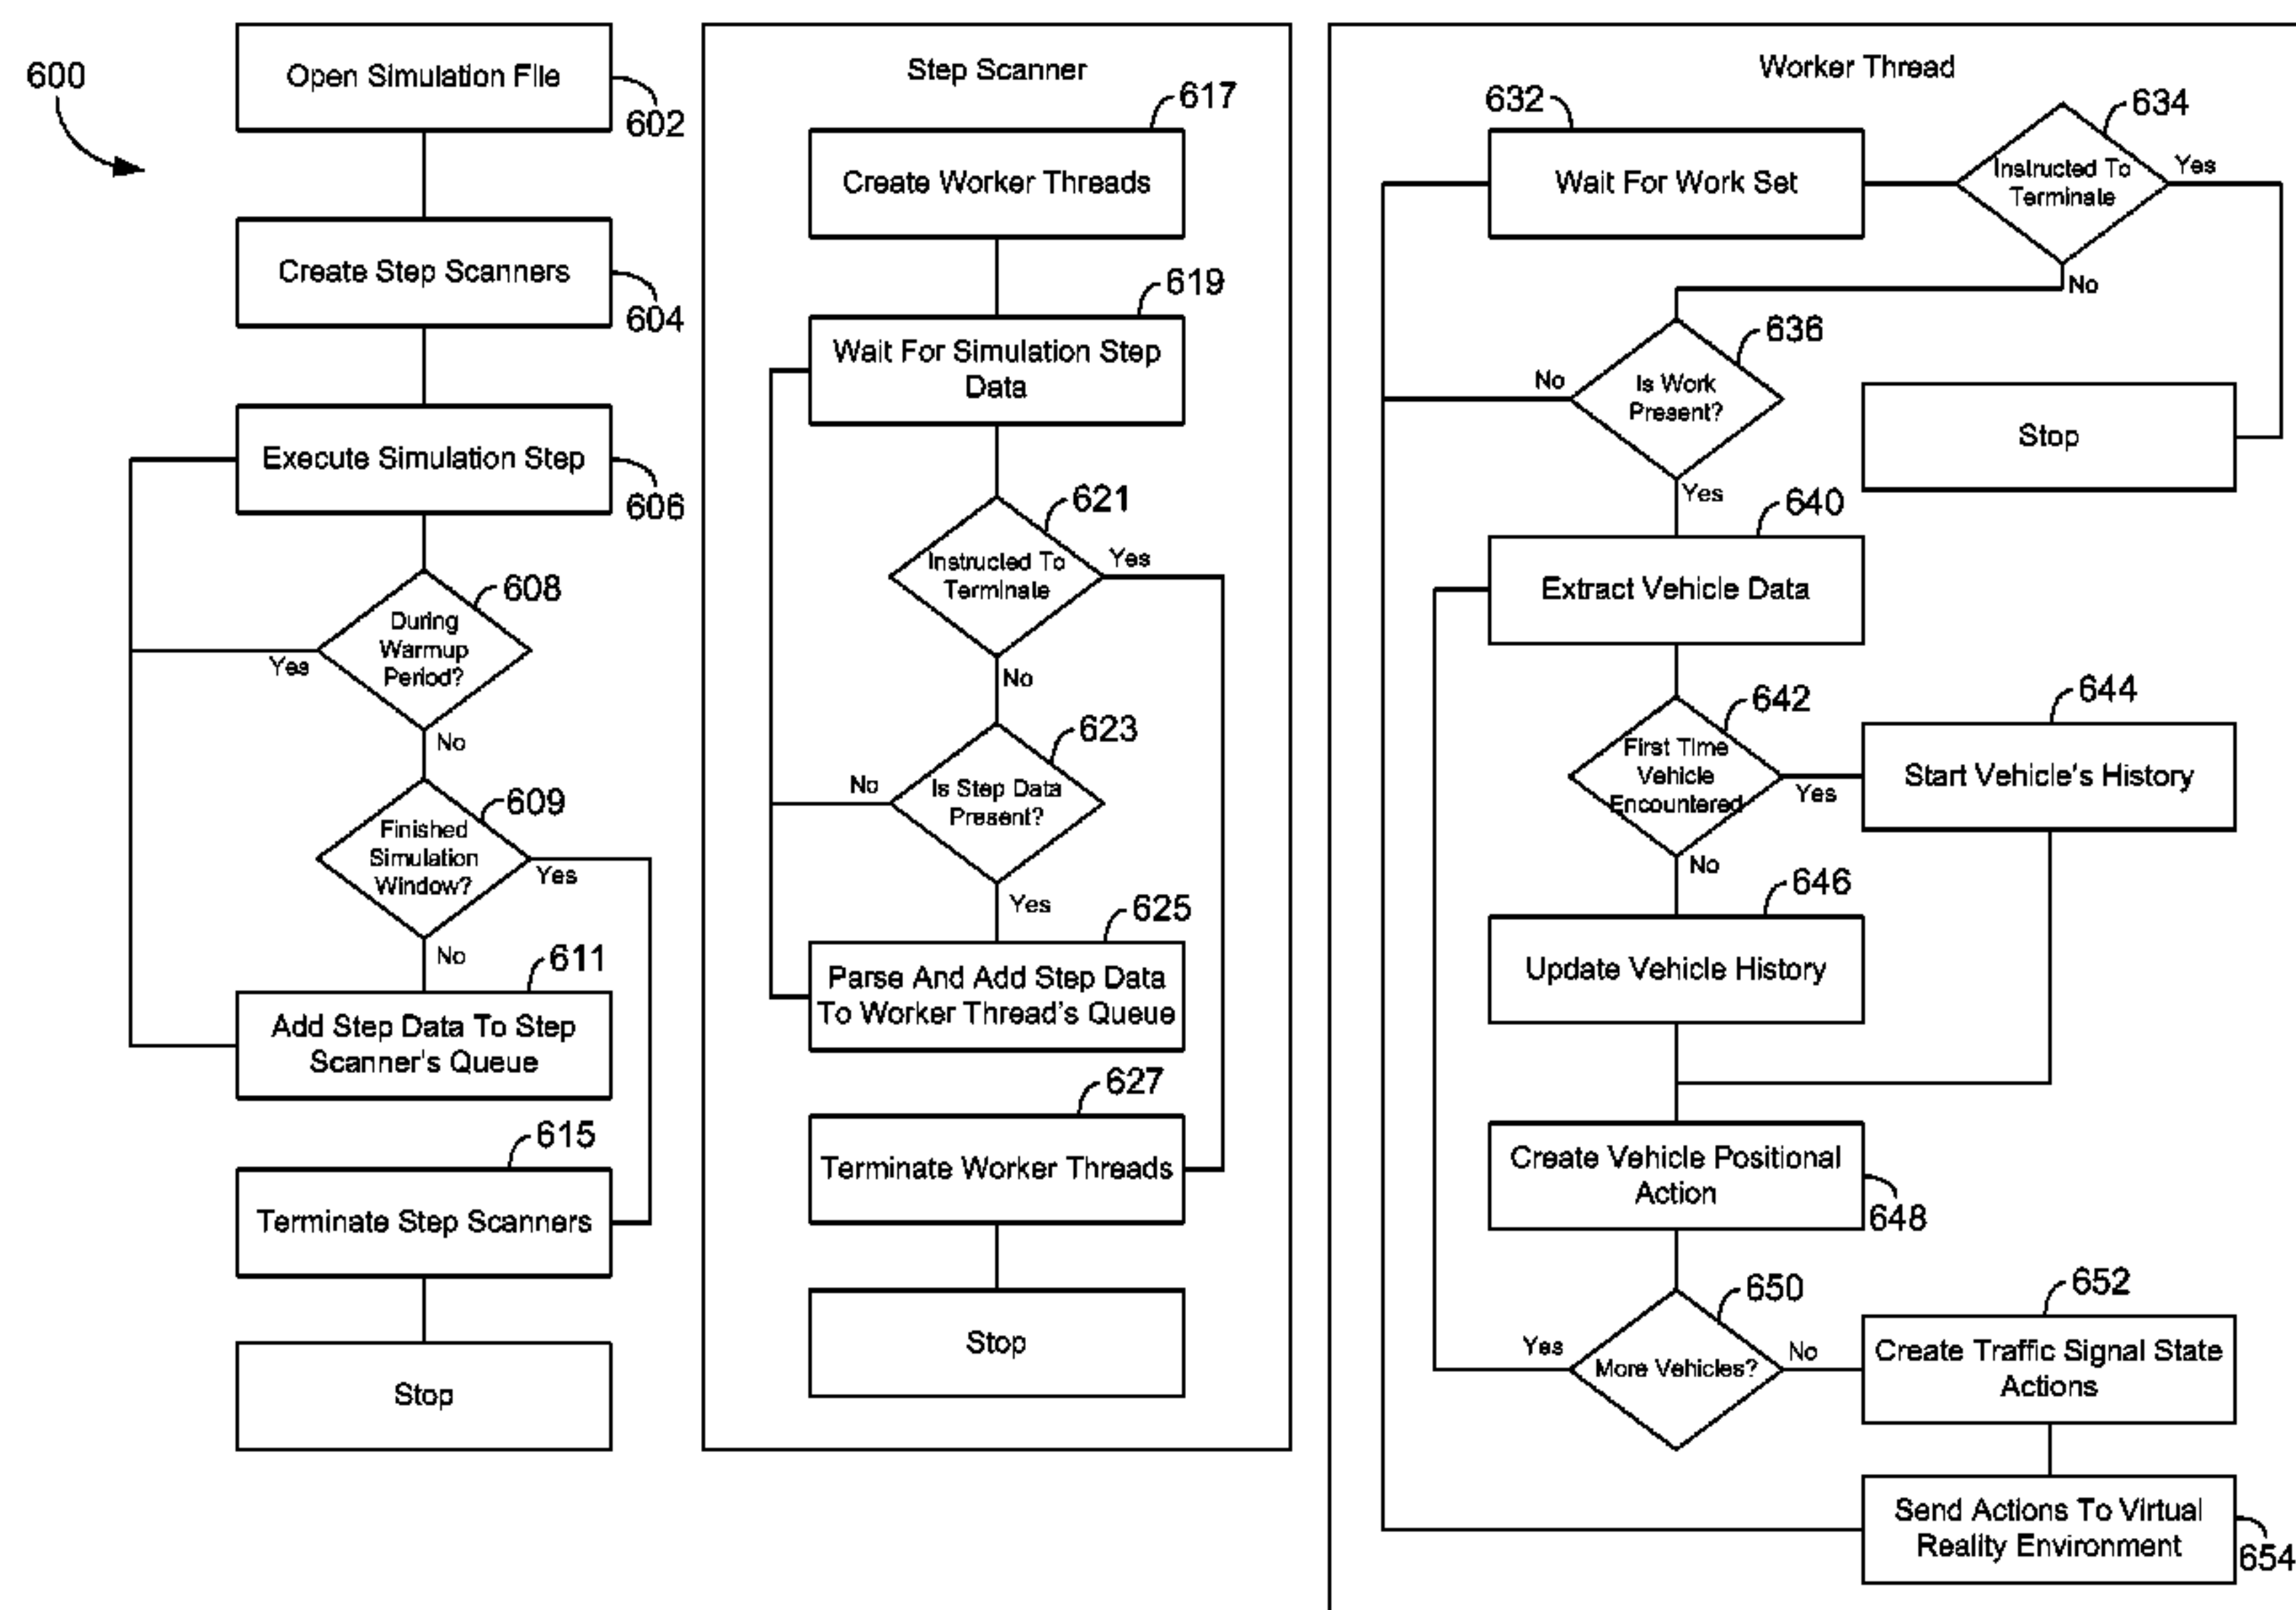 600
Open Simulation File
602
Create Step Scanners
604
Execute Simulation Step
606
608
During
Warmup
Period?
Yes
No
609
Finished
Simulation
Window?
Yes
No
611
Add Step Data To Step
Scanner's Queue
615
Terminate Step Scanners
Stop
Step Scanner
617
Create Worker Threads
619
Wait For Simulation Step
Data
621
Instructed To
Terminate
Yes
No
623
Is Step Data
Present?
No
Yes
625
Parse And Add Step Data
To Worker Thread's Queue
627
Terminate Worker Threads
Stop
Worker Thread
632
Wait For Work Set
634
Instructed To
Terminate
Yes
No
636
Is Work
Present?
No
Yes
Stop
640
Extract Vehicle Data
642
First Time
Vehicle
Encountered
Yes
No
644
Start Vehicle's History
646
Update Vehicle History
Create Vehicle Positional
Action
648
650
More Vehicles?
Yes
No
652
Create Traffic Signal State
Actions
Send Actions To Virtual
Reality Environment
654